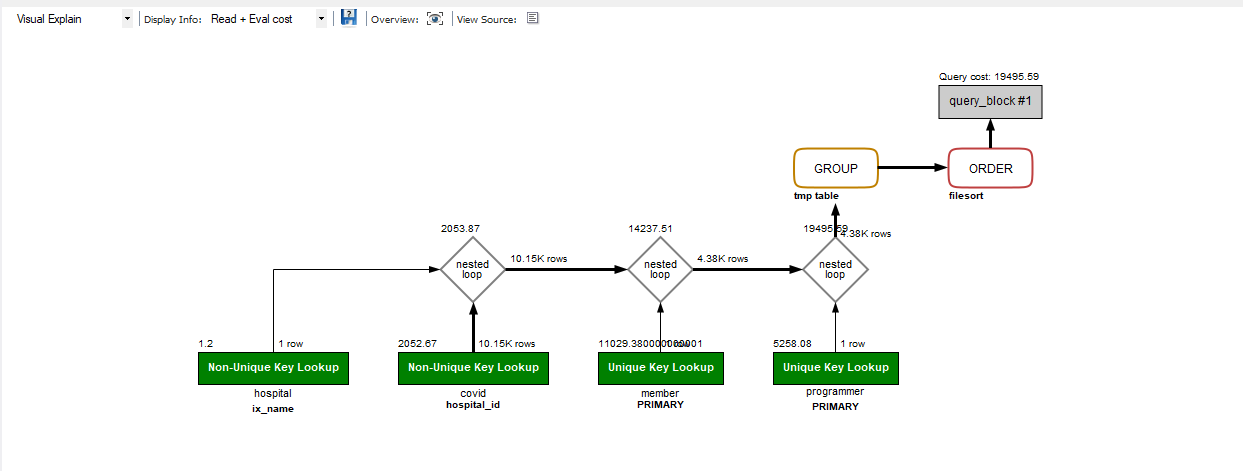 Visual Explain Display Info: Read + Eval cost Overview: View Source:
Query cost: 19495.59
query_block #1
GROUP ORDER
tmp table filesort
2053.87 14237.51 19495.59
4.38K rows
nested loop 10.15K rows nested loop 4.38K rows nested loop
1.2 1 row 2052.67 10.15K rows 11029.380000000001 1 row 5258.08 1 row
Non-Unique Key Lookup Non-Unique Key Lookup Unique Key Lookup Unique Key Lookup
hospital covid member programmer
ix_name hospital_id PRIMARY PRIMARY